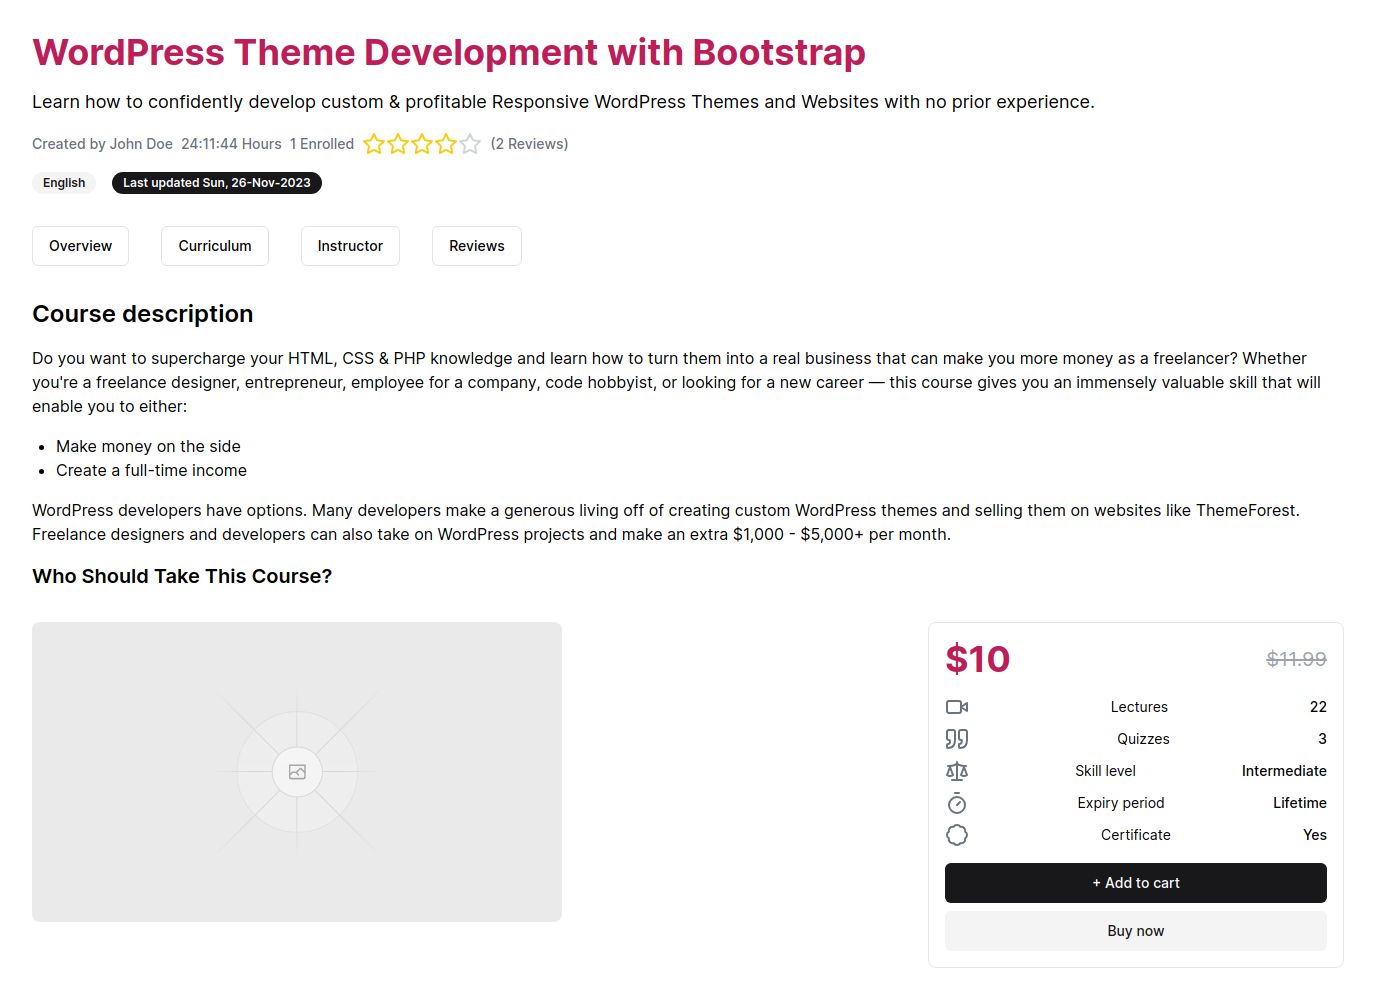 WordPress Theme Development with Bootstrap
Learn how to confidently develop custom & profitable Responsive WordPress Themes and Websites with no prior experience.
Created by John Doe 24:11:44 Hours 1 Enrolled (2 Reviews)
English Last updated Sun, 26-Nov-2023
Overview Curriculum Instructor Reviews
Course description
Do you want to supercharge your HTML, CSS & PHP knowledge and learn how to turn them into a real business that can make you more money as a freelancer? Whether
you're a freelance designer, entrepreneur, employee for a company, code hobbyist, or looking for a new career — this course gives you an immensely valuable skill that will
enable you to either:
• Make money on the side
• Create a full-time income
WordPress developers have options. Many developers make a generous living off of creating custom WordPress themes and selling them on websites like ThemeForest.
Freelance designers and developers can also take on WordPress projects and make an extra $1,000 - $5,000+ per month.
Who Should Take This Course?
$10 $11.99
Lectures 22
Quizzes 3
Skill level Intermediate
Expiry period Lifetime
Certificate Yes
+ Add to cart
Buy now